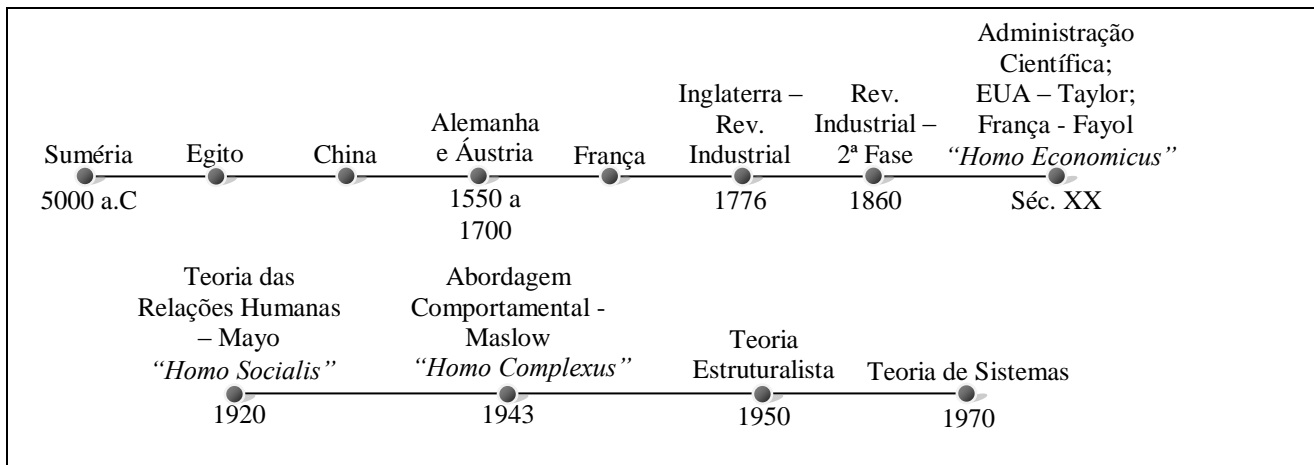 Suméria
5000 a.C
Egito
China
Alemanha
e Áustria
1550 a
1700
França
Inglaterra –
Rev.
Industrial
1776
Rev.
Industrial –
2ª Fase
1860
Administração
Científica;
EUA – Taylor;
França - Fayol
“Homo Economicus”
Séc. XX
Teoria das
Relações Humanas
– Mayo
“Homo Socialis”
1920
Abordagem
Comportamental -
Maslow
“Homo Complexus”
1943
Teoria
Estruturalista
1950
Teoria de Sistemas
1970